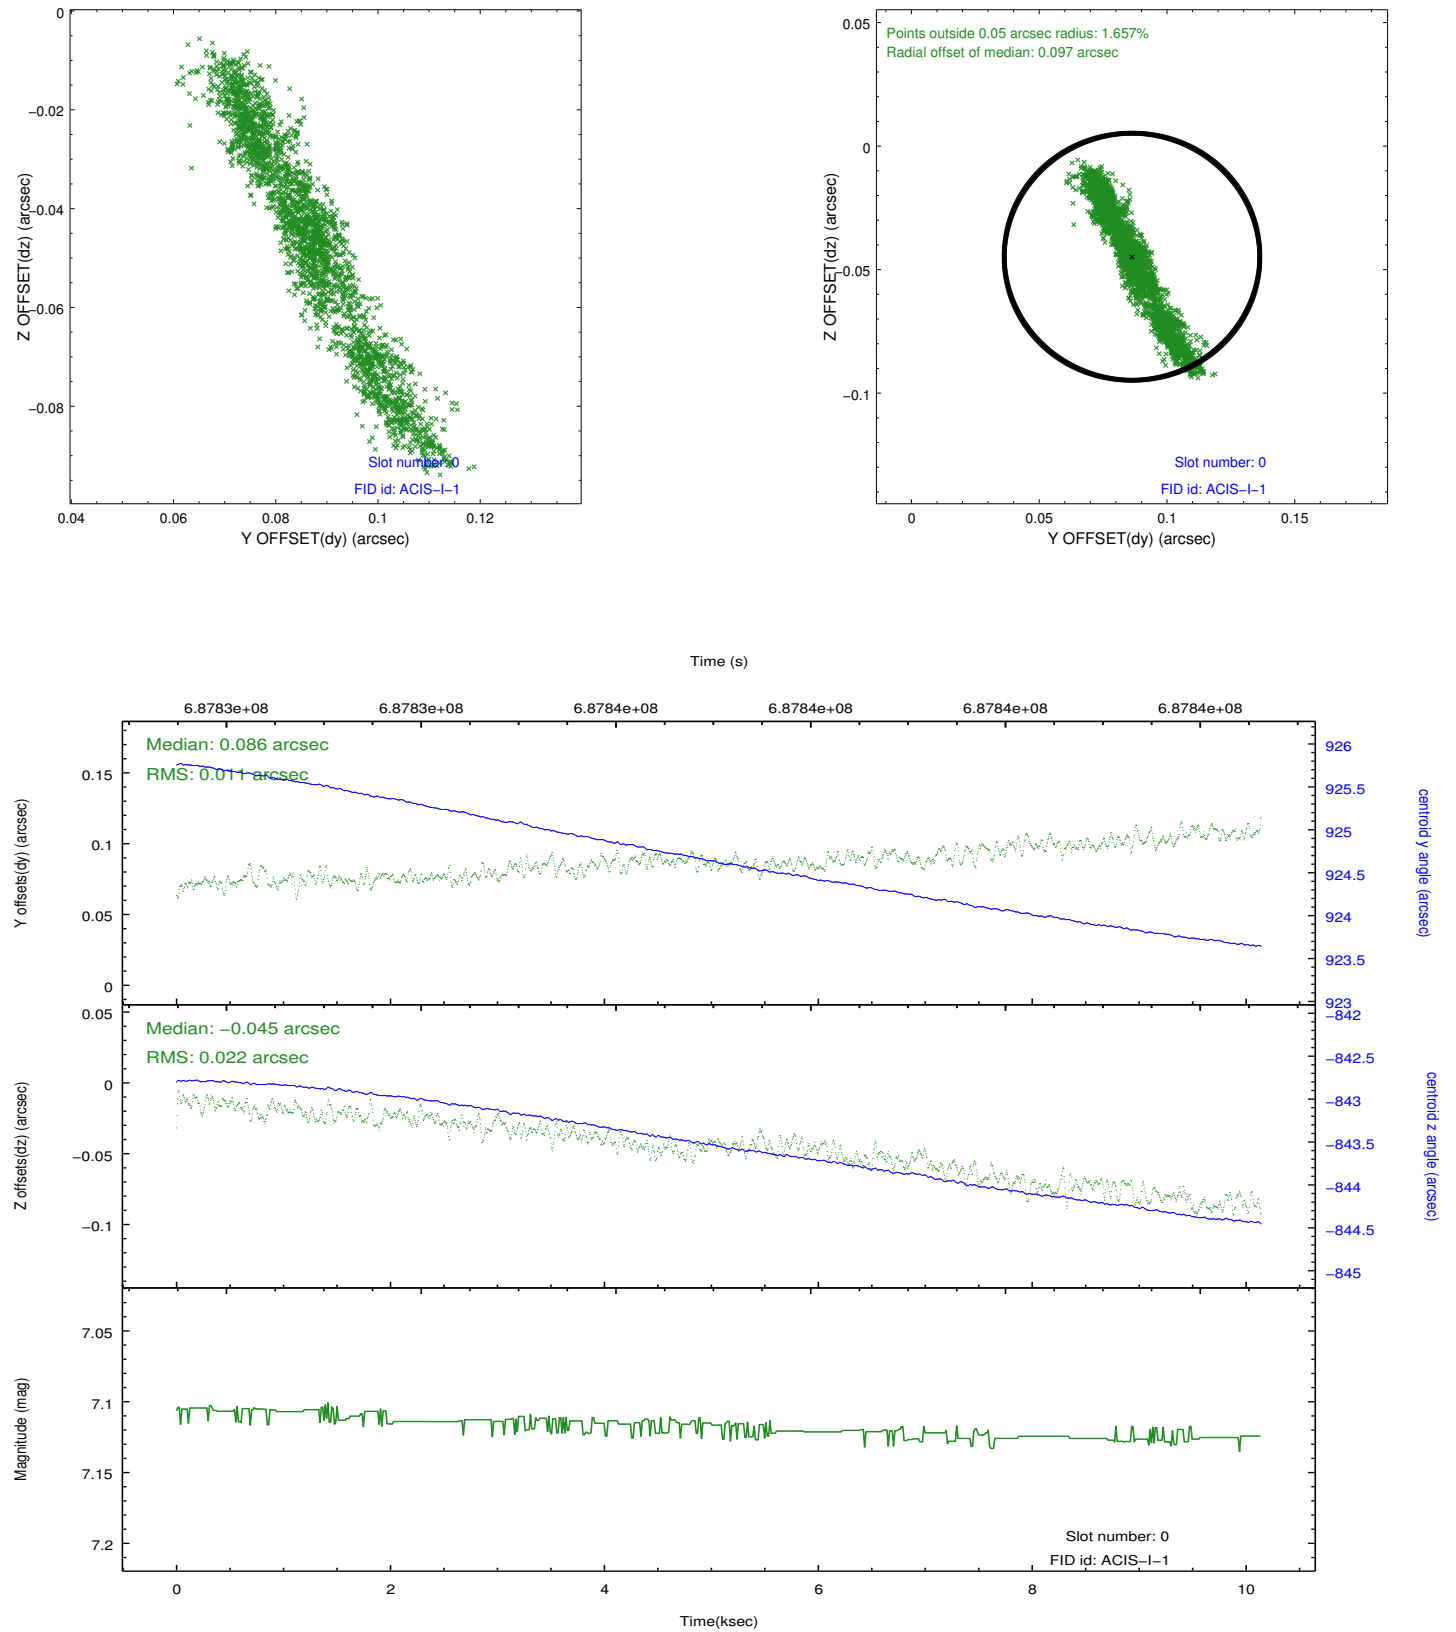 0
−0.02
−0.04
−0.06
−0.08
Z OFFSET(dz) (arcsec)
Slot number: 0
FID id: ACIS−I−1
0.04 0.06 0.08 0.1 0.12
Y OFFSET(dy) (arcsec)
Points outside 0.05 arcsec radius: 1.657%
Radial offset of median: 0.097 arcsec
0.05
0
−0.05
−0.1
Z OFFSET(dz) (arcsec)
Slot number: 0
FID id: ACIS−I−1
0 0.05 0.1 0.15
Y OFFSET(dy) (arcsec)
Time (s)
6.8783e+08 6.8783e+08 6.8784e+08 6.8784e+08 6.8784e+08 6.8784e+08
Median: 0.086 arcsec
RMS: 0.011 arcsec
0.15
0.1
0.05
0
Y offsets(dy) (arcsec)
926
925.5
925
924.5
924
923.5
923
centroid y angle (arcsec)
Median: −0.045 arcsec
RMS: 0.022 arcsec
0.05
0
−0.05
−0.1
Z offsets(dz) (arcsec)
−842
−842.5
−843
−843.5
−844
−844.5
−845
centroid z angle (arcsec)
7.05
7.1
7.15
7.2
Magnitude (mag)
Slot number: 0
FID id: ACIS−I−1
0 2 4 6 8 10
Time(ksec)